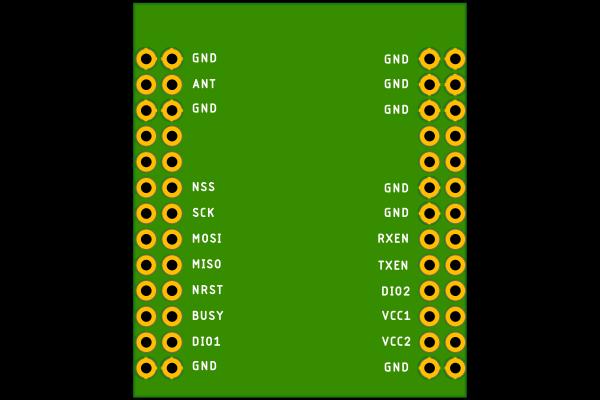 GND GND
ANT GND
GND GND
NSS GND
SCK GND
MOSI RXEN
MISO TXEN
NRST DIO2
BUSY VCC1
DIO1 VCC2
GND GND